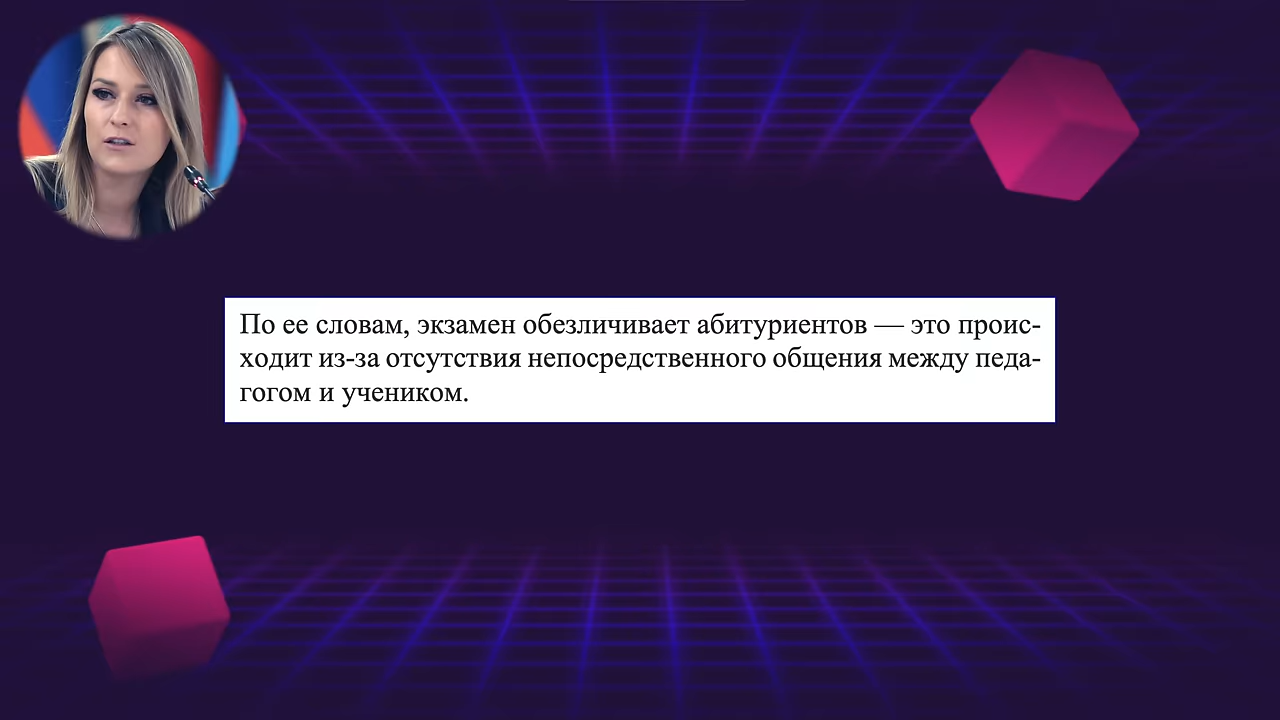 По ее словам, экзамен обезличивает абитуриентов — это проис-
ходит из-за отсутствия непосредственного общения между педа-
гогом и учеником.